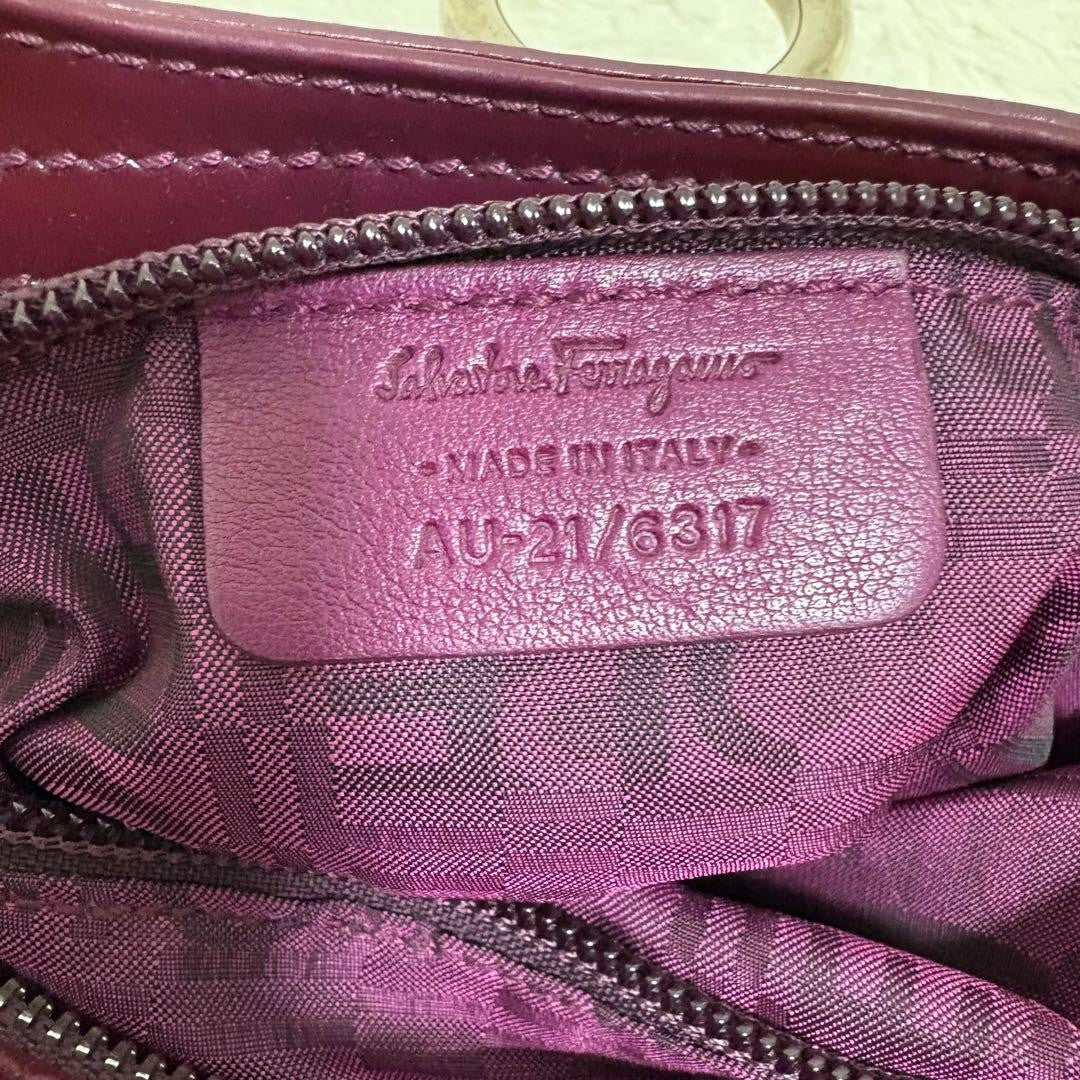 Salvatore Ferragamo
•MADE IN ITALY•
AU-21/6317